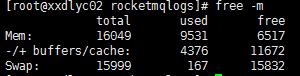 [root@xxdlyc02 rocketmqlogs]# free -m
total used free
Mem: 16049 9531 6517
-/+ buffers/cache: 4376 11672
Swap: 15999 167 15832